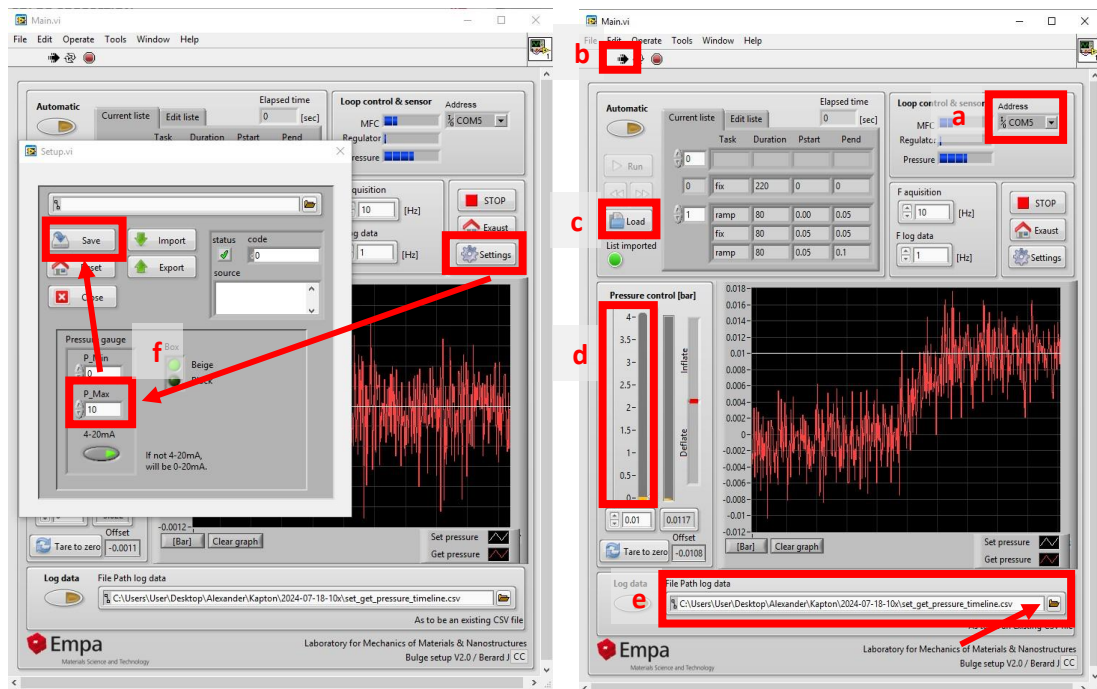 Main.vi
File Edit Operate Tools Window Help
Automatic
Current liste Edit liste
Elapsed time
0 [sec]
Task Duration Pstart Pend
Loop control & sensor
Address
MFC
COM5
Regulator
Pressure
Setup.vi
Save
Import
Reset
Export
Close
status code
0
source
Pressure gauge
P_Min
0
P_Max
10
4-20mA
Box
Beige
If not 4-20mA,
will be 0-20mA.
f
10 [Hz]
1 [Hz]
STOP
Exaust
Settings
-0.0012
[Bar] Clear graph
Set pressure
Get pressure
Offset
Tare to zero -0.0011
Log data
File Path log data
C:\Users\User\Desktop\Alexander\Kapton\2024-07-18-10x\set_get_pressure_timeline.csv
As to be an existing CSV file
Empa
Materials Science and Technology
Laboratory for Mechanics of Materials & Nanostructures
Bulge setup V2.0 / Berard J CC
Main.vi
File Edit Operate Tools Window Help
b
Automatic
Current liste Edit liste
Elapsed time
0 [sec]
Task Duration Pstart Pend
Run
0
0 fix 220 0 0
c
Load
1 ramp 80 0.00 0.05
fix 80 0.05 0.05
ramp 80 0.05 0.1
List imported
Loop control & sensor
Address
MFC
a
COM5
Regulator
Pressure
F aquisition
10 [Hz]
F log data
1 [Hz]
STOP
Exaust
Settings
Pressure control [bar]
d
4
3.5
3
2.5
2
1.5
1
0.5
0
Inflate
Deflate
0.01 0.0117
Offset
Tare to zero -0.0108
0.018
0.016
0.014
0.012
0.01
0.008
0.006
0.004
0.002
0
-0.002
-0.004
-0.006
-0.008
-0.01
-0.012
[Bar] Clear graph
Set pressure
Get pressure
e
Log data
File Path log data
C:\Users\User\Desktop\Alexander\Kapton\2024-07-18-10x\set_get_pressure_timeline.csv
As to be an existing CSV file
Empa
Materials Science and Technology
Laboratory for Mechanics of Materials & Nanostructures
Bulge setup V2.0 / Berard J CC